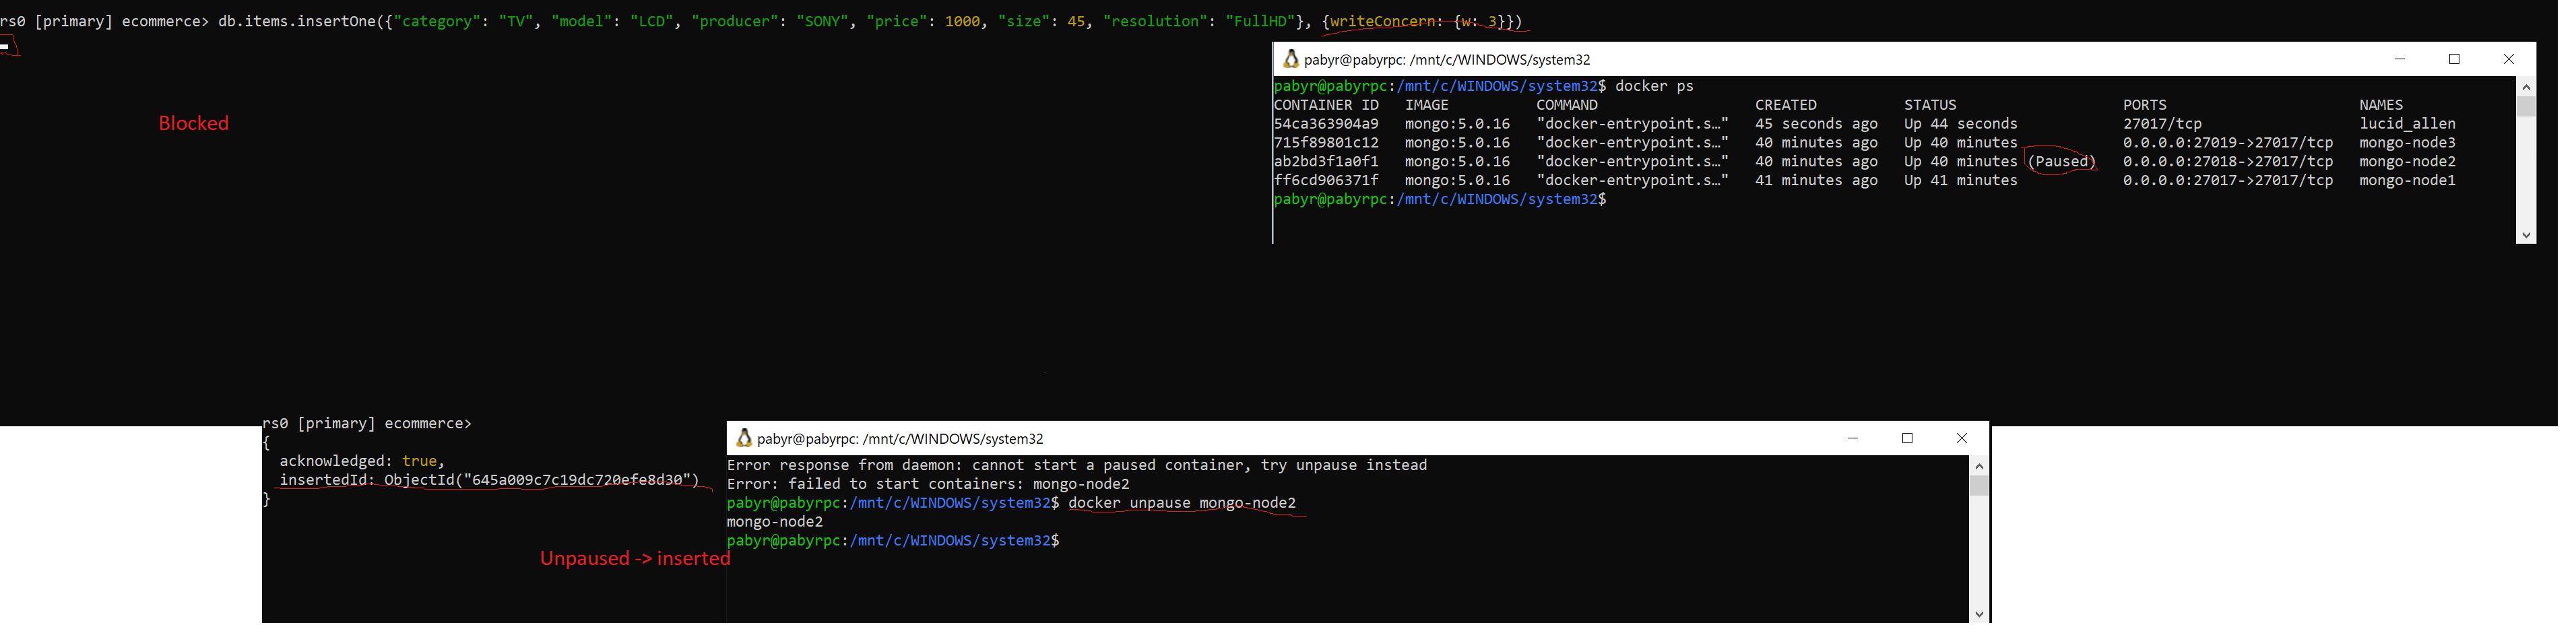 rs0 [primary] ecommerce> db.items.insertOne({"category": "TV", "model": "LCD", "producer": "SONY", "price": 1000, "size": 45, "resolution": "FullHD"}, {writeConcern: {w: 3}})
Blocked
pabyr@pabyrpc: /mnt/c/WINDOWS/system32
pabyr@pabyrpc:/mnt/c/WINDOWS/system32$ docker ps
CONTAINER ID   IMAGE          COMMAND                  CREATED          STATUS                   PORTS                      NAMES
54ca363904a9   mongo:5.0.16   "docker-entrypoint.s…"   45 seconds ago   Up 44 seconds            27017/tcp                  lucid_allen
715f89801c12   mongo:5.0.16   "docker-entrypoint.s…"   40 minutes ago   Up 40 minutes            0.0.0.0:27019->27017/tcp   mongo-node3
ab2bd3f1a0f1   mongo:5.0.16   "docker-entrypoint.s…"   40 minutes ago   Up 40 minutes (Paused)   0.0.0.0:27018->27017/tcp   mongo-node2
ff6cd906371f   mongo:5.0.16   "docker-entrypoint.s…"   41 minutes ago   Up 41 minutes            0.0.0.0:27017->27017/tcp   mongo-node1
pabyr@pabyrpc:/mnt/c/WINDOWS/system32$
rs0 [primary] ecommerce>
{
  acknowledged: true,
  insertedId: ObjectId("645a009c7c19dc720efe8d30")
}
Unpaused -> inserted
pabyr@pabyrpc: /mnt/c/WINDOWS/system32
Error response from daemon: cannot start a paused container, try unpause instead
Error: failed to start containers: mongo-node2
pabyr@pabyrpc:/mnt/c/WINDOWS/system32$ docker unpause mongo-node2
mongo-node2
pabyr@pabyrpc:/mnt/c/WINDOWS/system32$